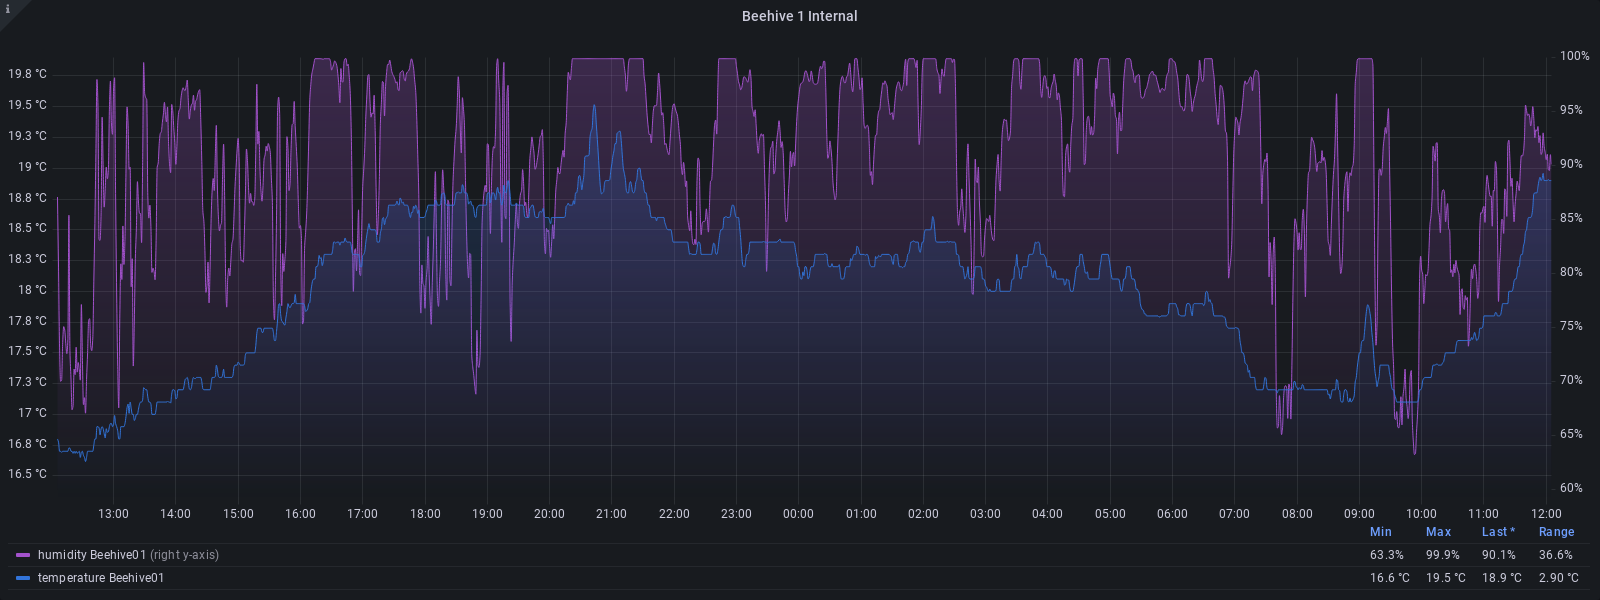 i
Beehive 1 Internal
19.8 °C
19.5 °C
19.3 °C
19 °C
18.8 °C
18.5 °C
18.3 °C
18 °C
17.8 °C
17.5 °C
17.3 °C
17 °C
16.8 °C
16.5 °C
100%
95%
90%
85%
80%
75%
70%
65%
60%
13:00 14:00 15:00 16:00 17:00 18:00 19:00 20:00 21:00 22:00 23:00 00:00 01:00 02:00 03:00 04:00 05:00 06:00 07:00 08:00 09:00 10:00 11:00 12:00
Min Max Last * Range
humidity Beehive01 (right y-axis) 63.3% 99.9% 90.1% 36.6%
temperature Beehive01 16.6 °C 19.5 °C 18.9 °C 2.90 °C